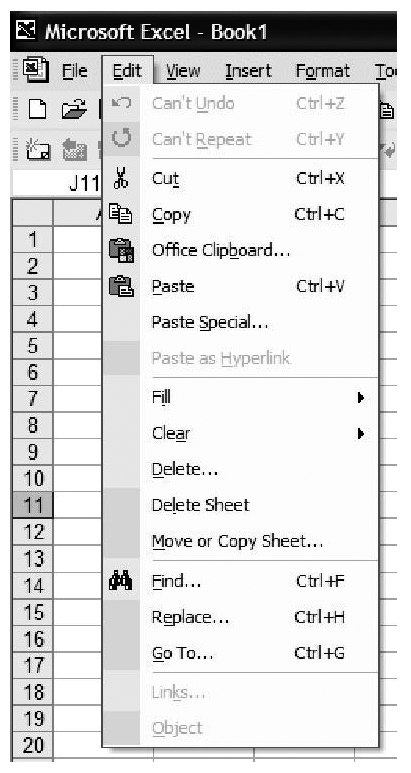 Microsoft Excel - Book1
File Edit View Insert Format To
Can't Undo Ctrl+Z
Can't Repeat Ctrl+Y
J11
Cut Ctrl+X
A
Copy Ctrl+C
1
Office Clipboard...
2
3
Paste Ctrl+V
4
Paste Special...
5
Paste as Hyperlink
6
7
Fill
8
Clear
9
10
Delete...
11
Delete Sheet
12
Move or Copy Sheet...
13
14
Find... Ctrl+F
15
Replace... Ctrl+H
16
Go To... Ctrl+G
17
18
Links...
19
Object
20